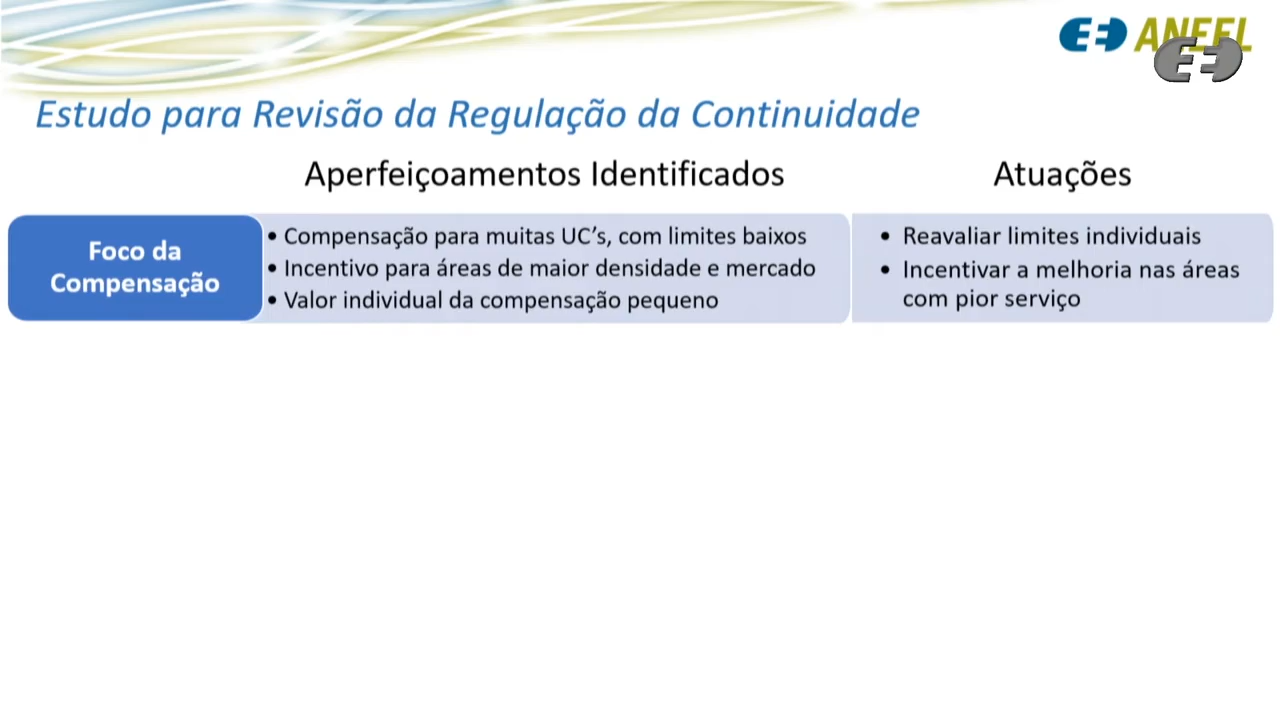 ANEEL
Estudo para Revisão da Regulação da Continuidade
Aperfeiçoamentos Identificados
Atuações
Foco da
Compensação
• Compensação para muitas UC’s, com limites baixos
• Incentivo para áreas de maior densidade e mercado
• Valor individual da compensação pequeno
• Reavaliar limites individuais
• Incentivar a melhoria nas áreas
com pior serviço